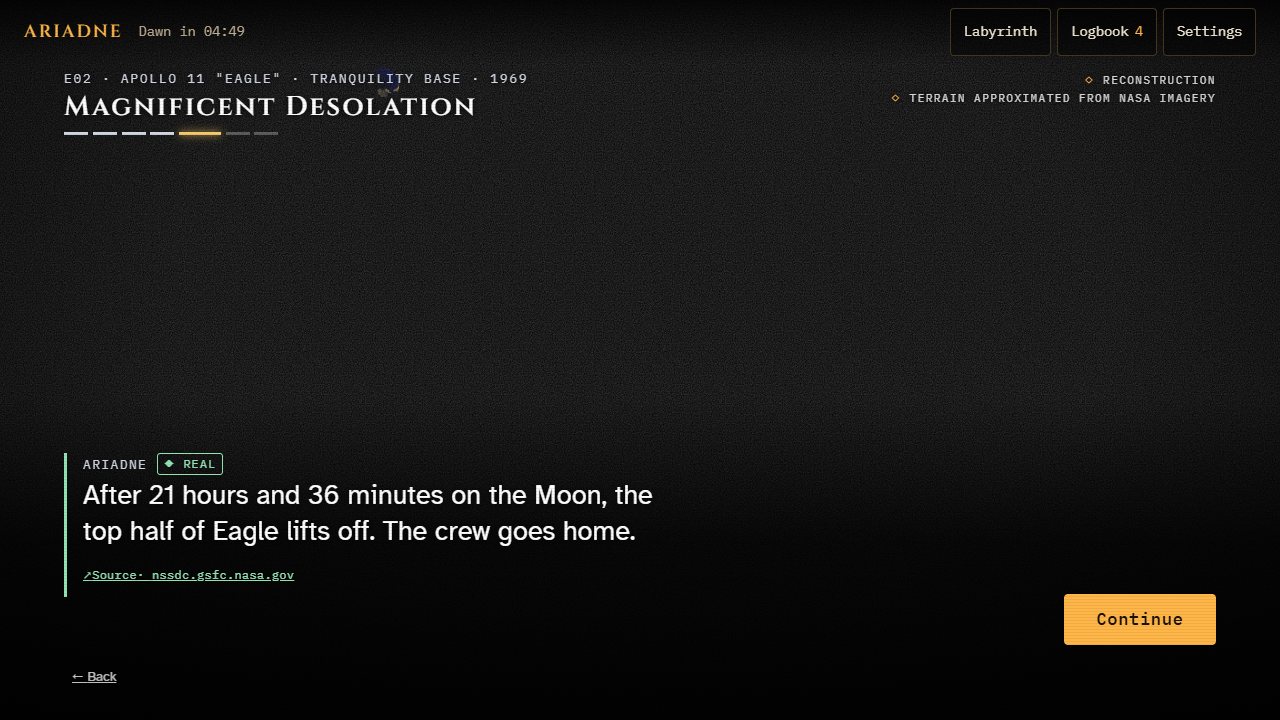 ARIADNE Dawn in 04:49
Labyrinth
Logbook 4
Settings
E02 · APOLLO 11 "EAGLE" · TRANQUILITY BASE · 1969
Magnificent Desolation
◇ RECONSTRUCTION
◇ TERRAIN APPROXIMATED FROM NASA IMAGERY
ARIADNE ◆ REAL
After 21 hours and 36 minutes on the Moon, the
top half of Eagle lifts off. The crew goes home.
↗Source· nssdc.gsfc.nasa.gov
Continue
← Back